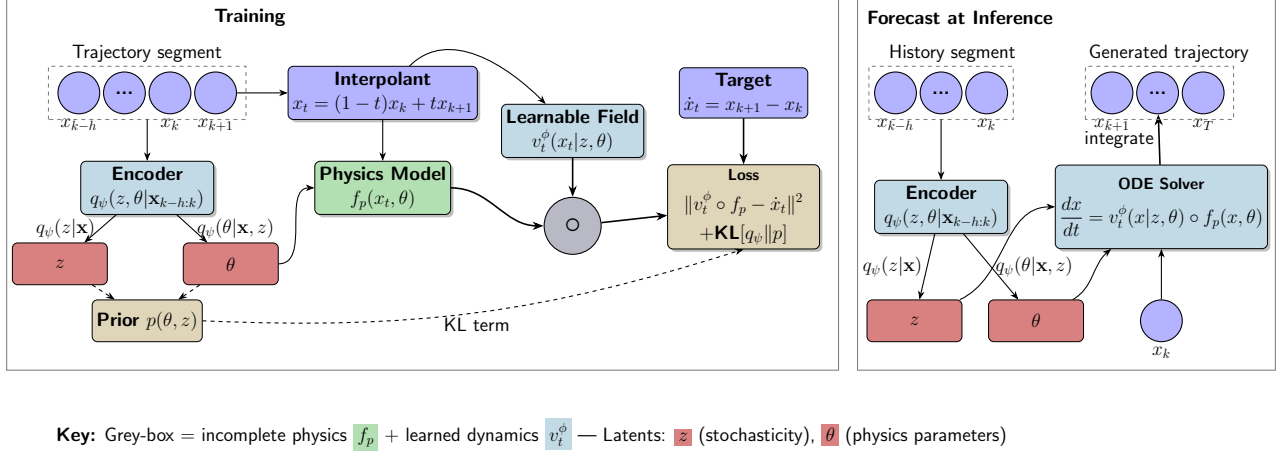 Training
Trajectory segment
...
x_{k-h}
x_k
x_{k+1}
Interpolant
x_t = (1 − t)x_k + tx_{k+1}
Target
ẋ_t = x_{k+1} − x_k
Learnable Field
v_t^ϕ(x_t|z, θ)
Encoder
q_ψ(z, θ|𝐱_{k−h:k})
Physics Model
f_p(x_t, θ)
Loss
‖v_t^ϕ ∘ f_p − ẋ_t‖²
+KL[q_ψ‖p]
q_ψ(z|𝐱)
q_ψ(θ|𝐱, z)
z
θ
Prior p(θ, z)
KL term
Forecast at Inference
History segment
...
x_{k-h}
x_k
Generated trajectory
...
x_{k+1}
x_T
integrate
Encoder
q_ψ(z, θ|𝐱_{k−h:k})
ODE Solver
dx/dt = v_t^ϕ(x|z, θ) ∘ f_p(x, θ)
q_ψ(z|𝐱)
q_ψ(θ|𝐱, z)
z
θ
x_k
Key: Grey-box = incomplete physics f_p + learned dynamics v_t^ϕ — Latents: z (stochasticity), θ (physics parameters)